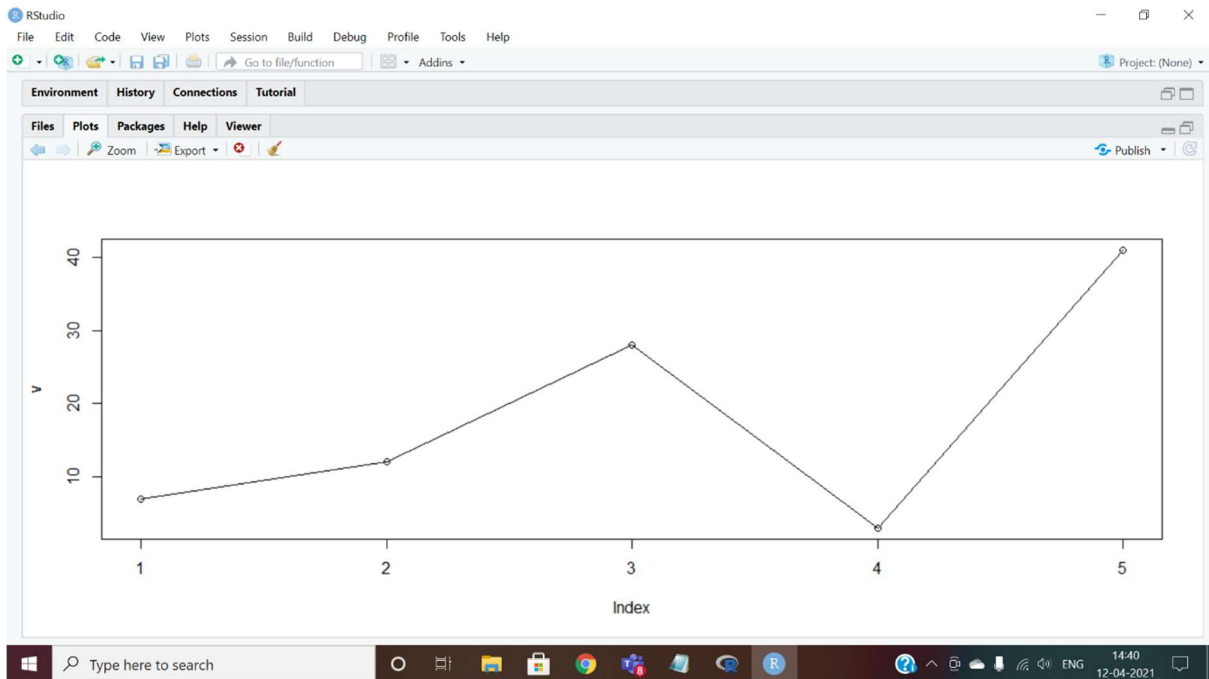 R RStudio
File Edit Code View Plots Session Build Debug Profile Tools Help
Go to file/function Addins Project: (None)
Environment History Connections Tutorial
Files Plots Packages Help Viewer
Zoom Export Publish
40
30
20
10
v
1 2 3 4 5
Index
Type here to search 8 R R ENG 14:40
12-04-2021